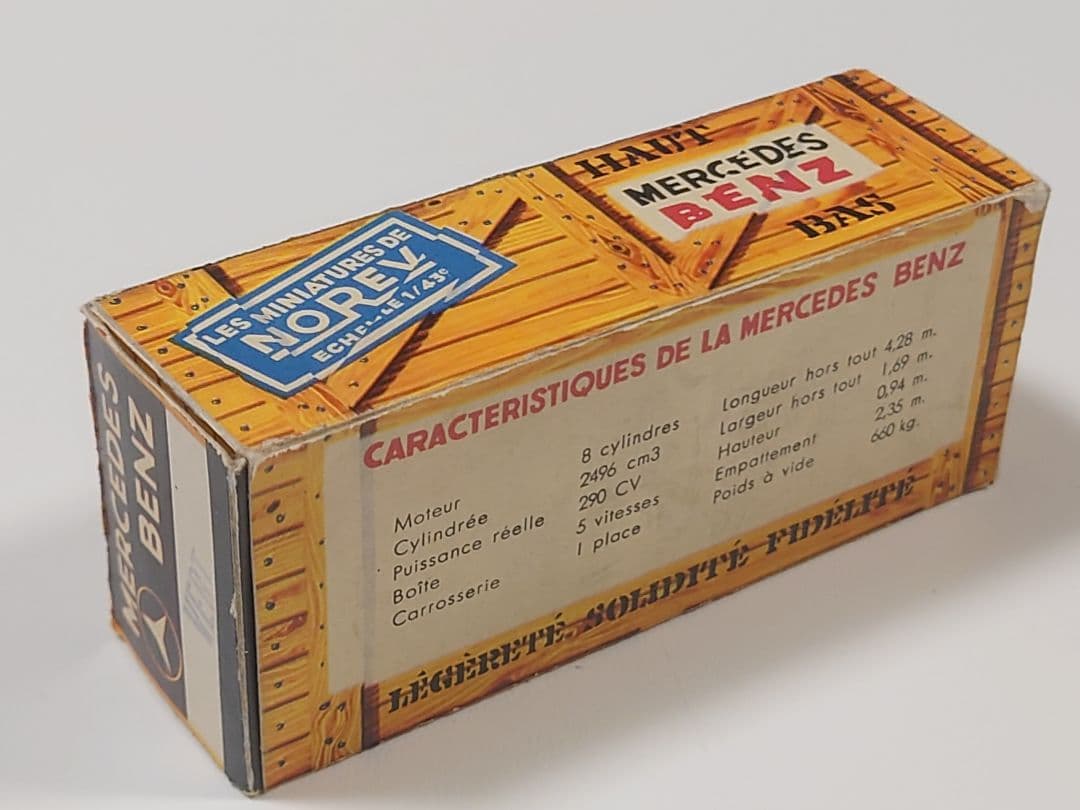 HAUT
MERCEDES
BENZ
BAS
LES MINIATURES DE
NOREV
ECHELLE 1/43e
CARACTERISTIQUES DE LA MERCEDES BENZ
Moteur 8 cylindres
Cylindrée 2496 cm3
Puissance réelle 290 CV
Boîte 5 vitesses
Carrosserie 1 place
Longueur hors tout 4,28 m.
Largeur hors tout 1,69 m.
Hauteur 0,94 m.
Empattement 2,35 m.
Poids à vide 660 kg.
LÉGÈRETÉ SOLIDITÉ FIDÉLITÉ
MERCEDES
BENZ
VERT